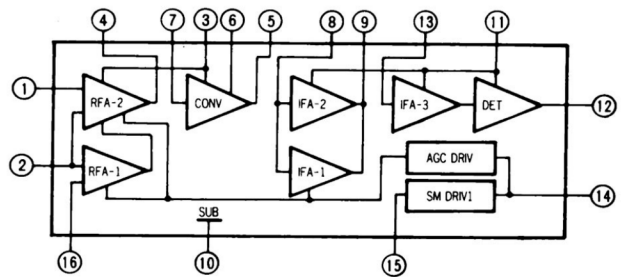 4 7 3 6 5 8 9 13 11
1 RFA-2 CONV IFA-2 IFA-3 DET 12
2 RFA-1 IFA-1 AGC DRIV
SM DRIV1 14
SUB
16 10 15